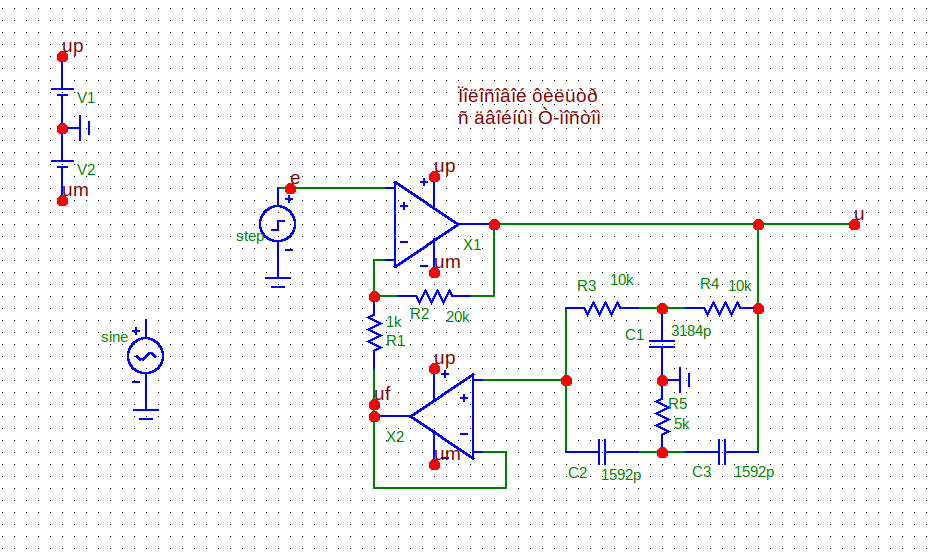 up
V1
V2
um
Ïîëîñîâîé ôèëüòð
ñ äâîéíûì Ò-ìîñòîì
e
step
up
X1
um
u
R2
20k
1k
R1
sine
up
uf
X2
um
R3
10k
R4
10k
C1
3184p
R5
5k
C2
1592p
C3
1592p